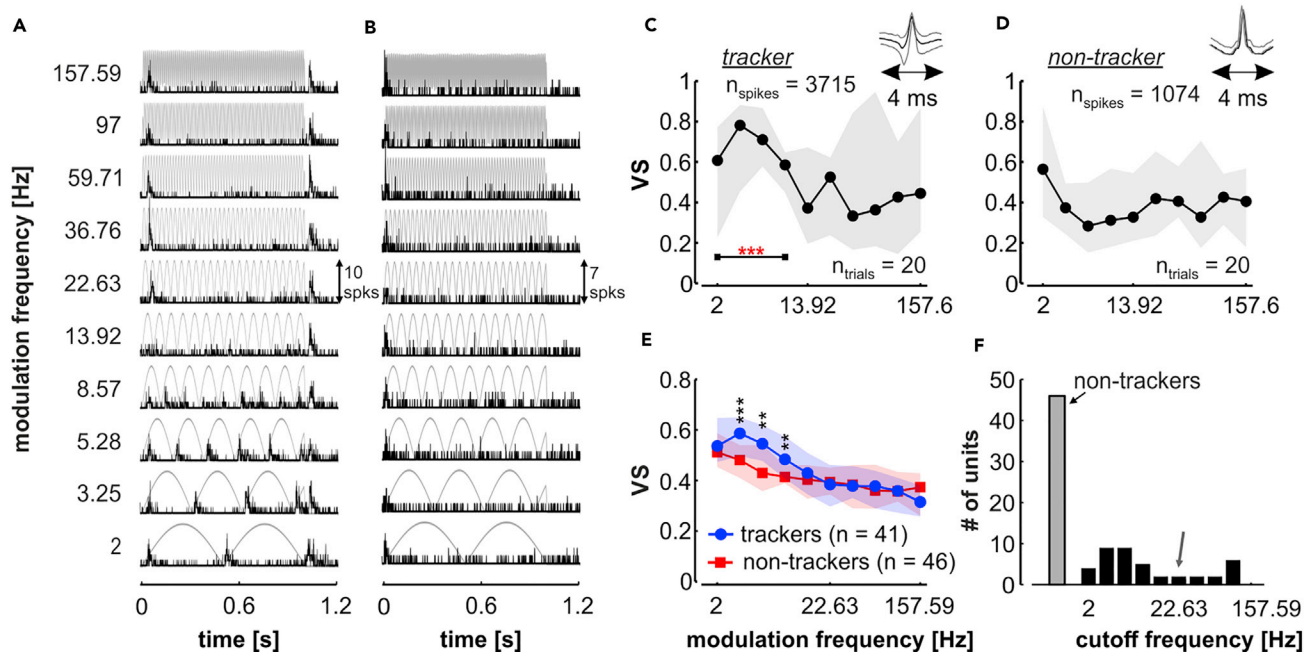 A
B
modulation frequency [Hz]
157.59
97
59.71
36.76
22.63
13.92
8.57
5.28
3.25
2
10
spks
7
spks
0
0.6
1.2
time [s]
0
0.6
1.2
time [s]
C
tracker
nspikes = 3715
4 ms
VS
1
0.8
0.6
0.4
0.2
0
***
ntrials = 20
2
13.92
157.6
D
non-tracker
nspikes = 1074
4 ms
1
0.8
0.6
0.4
0.2
0
ntrials = 20
2
13.92
157.6
E
VS
0.8
0.6
0.4
0.2
0
***
**
**
trackers (n = 41)
non-trackers (n = 46)
2
22.63
157.59
modulation frequency [Hz]
F
# of units
50
40
30
20
10
0
non-trackers
2
22.63
157.59
cutoff frequency [Hz]